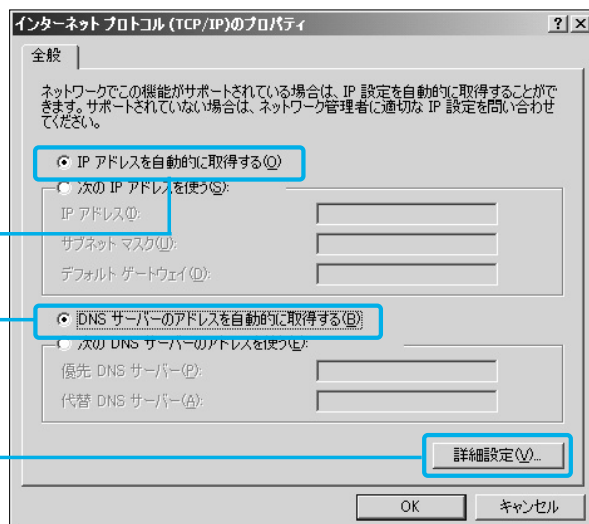 インターネット プロトコル (TCP/IP)のプロパティ
全般
ネットワークでこの機能がサポートされている場合は、IP 設定を自動的に取得することがで
きます。サポートされていない場合は、ネットワーク管理者に適切な IP 設定を問い合わせ
てください。
IP アドレスを自動的に取得する(O)
次の IP アドレスを使う(S):
IP アドレス(I):
サブネット マスク(U):
デフォルト ゲートウェイ(D):
DNS サーバーのアドレスを自動的に取得する(B)
次の DNS サーバーのアドレスを使う(E):
優先 DNS サーバー(P):
代替 DNS サーバー(A):
詳細設定(V)...
OK
キャンセル